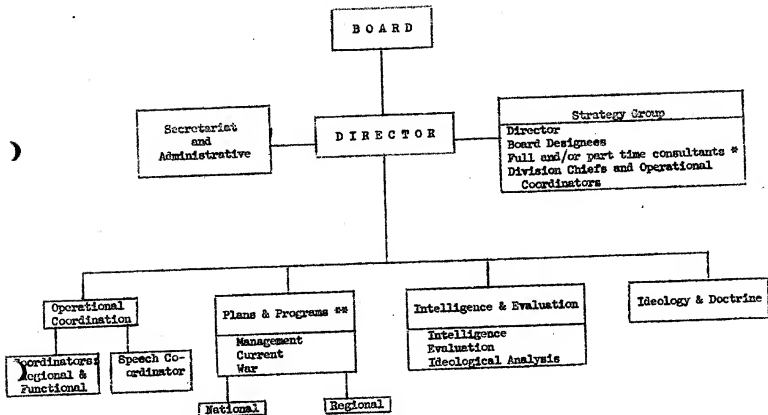 BOARD
Secretariat
and
Administrative
DIRECTOR
Strategy Group
Director
Board Designees
Full and/or part time consultants *
Division Chiefs and Operational
Coordinators
Operational
Coordination
Plans & Programs **
Management
Current
War
Intelligence & Evaluation
Intelligence
Evaluation
Ideological Analysis
Ideology & Doctrine
Coordinators:
Regional &
Functional
Speech Co-
ordinator
National
Regional